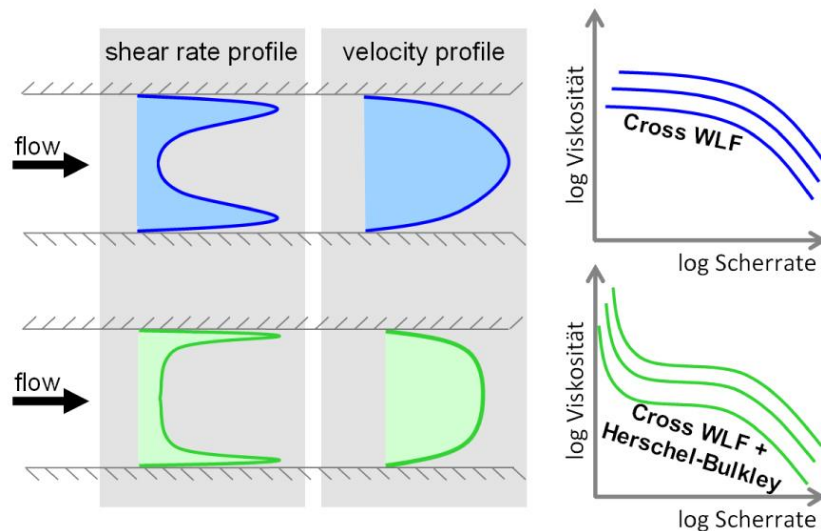 shear rate profile
velocity profile
flow
log Viskosität
Cross WLF
log Scherrate
flow
log Viskosität
Cross WLF +
Herschel-Bulkley
log Scherrate